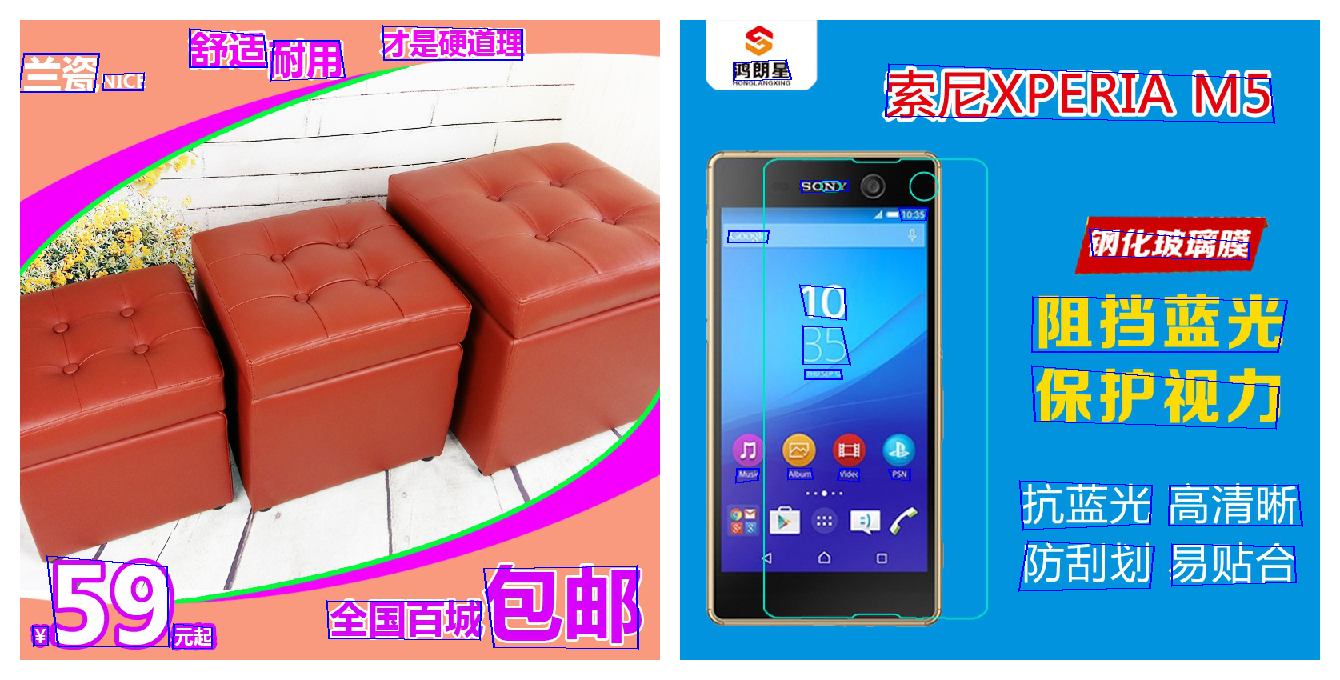 兰瓷
NICE
舒适
耐用
才是硬道理
¥59元起
全国百城包邮
鸿朗星
HONGLANGXING
索尼XPERIA M5
SONY
10:35
Google
10
35
钢化玻璃膜
阻挡蓝光
保护视力
Music
Album
Video
PSN
抗蓝光 高清晰
防刮划 易贴合